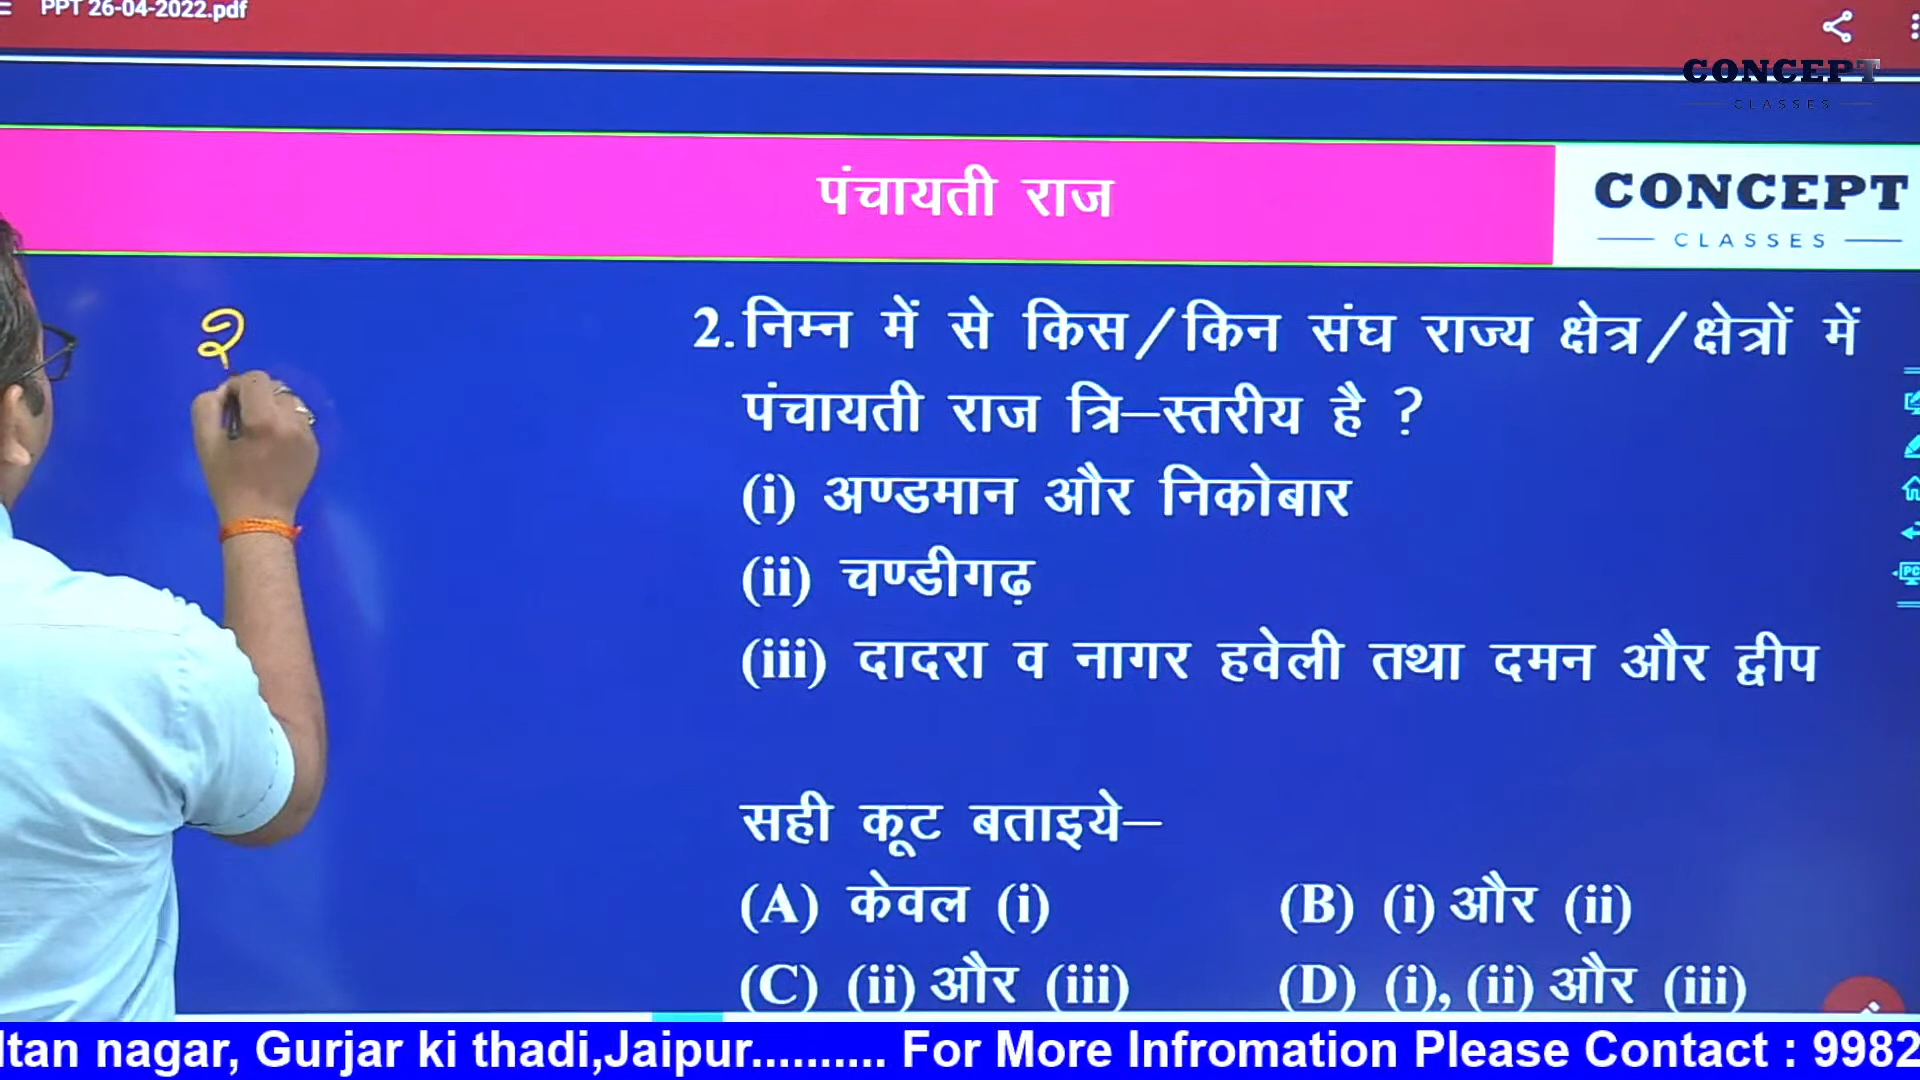 PPT 26-04-2022.pdf
CONCEPT
CLASSES
पंचायती राज
CONCEPT
CLASSES
2. निम्न में से किस/किन संघ राज्य क्षेत्र/क्षेत्रों में
पंचायती राज त्रि–स्तरीय है ?
(i) अण्डमान और निकोबार
(ii) चण्डीगढ़
(iii) दादरा व नागर हवेली तथा दमन और द्वीप
सही कूट बताइये–
(A) केवल (i)
(B) (i) और (ii)
(C) (ii) और (iii)
(D) (i), (ii) और (iii)
ltan nagar, Gurjar ki thadi,Jaipur.......... For More Infromation Please Contact : 9982